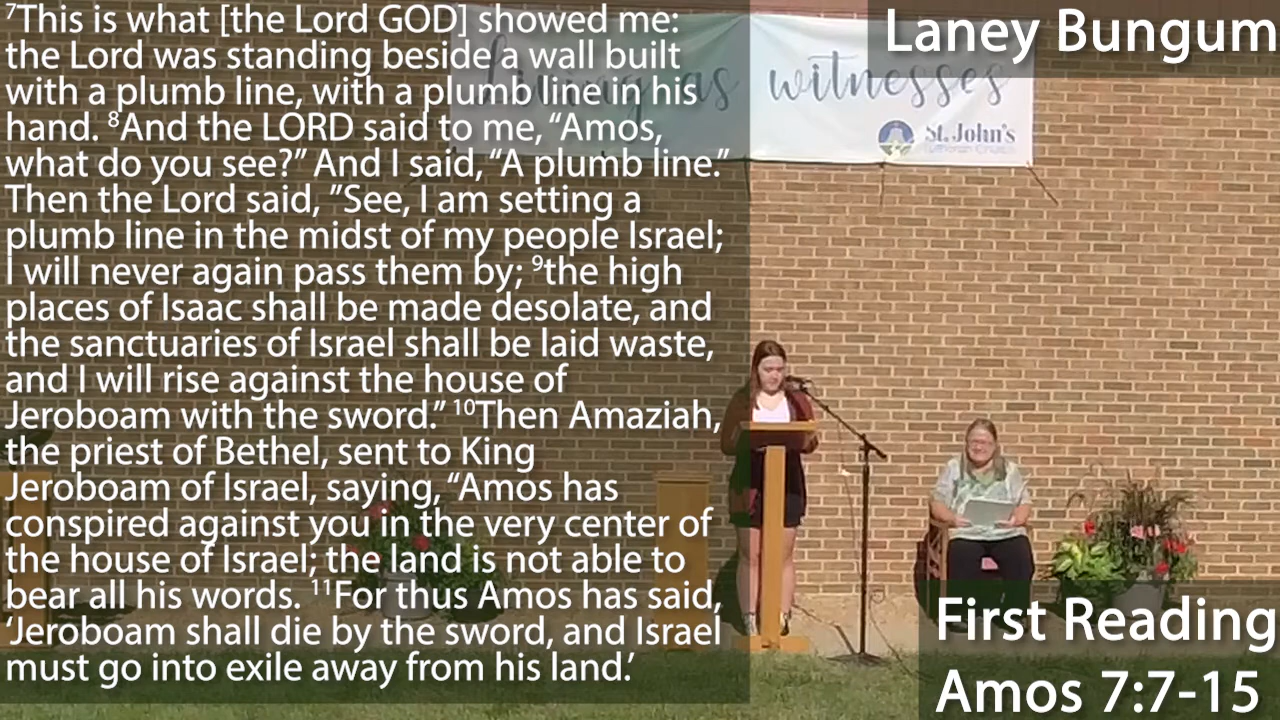 ⁷This is what [the Lord GOD] showed me:
the Lord was standing beside a wall built
with a plumb line, with a plumb line in his
hand. ⁸And the LORD said to me, “Amos,
what do you see?” And I said, “A plumb line.”
Then the Lord said, ”See, I am setting a
plumb line in the midst of my people Israel;
I will never again pass them by; ⁹the high
places of Isaac shall be made desolate, and
the sanctuaries of Israel shall be laid waste,
and I will rise against the house of
Jeroboam with the sword.” ¹⁰Then Amaziah,
the priest of Bethel, sent to King
Jeroboam of Israel, saying, “Amos has
conspired against you in the very center of
the house of Israel; the land is not able to
bear all his words. ¹¹For thus Amos has said,
‘Jeroboam shall die by the sword, and Israel
must go into exile away from his land.’
Laney Bungum
living as witnesses
St. John's
Lutheran Church
First Reading
Amos 7:7-15